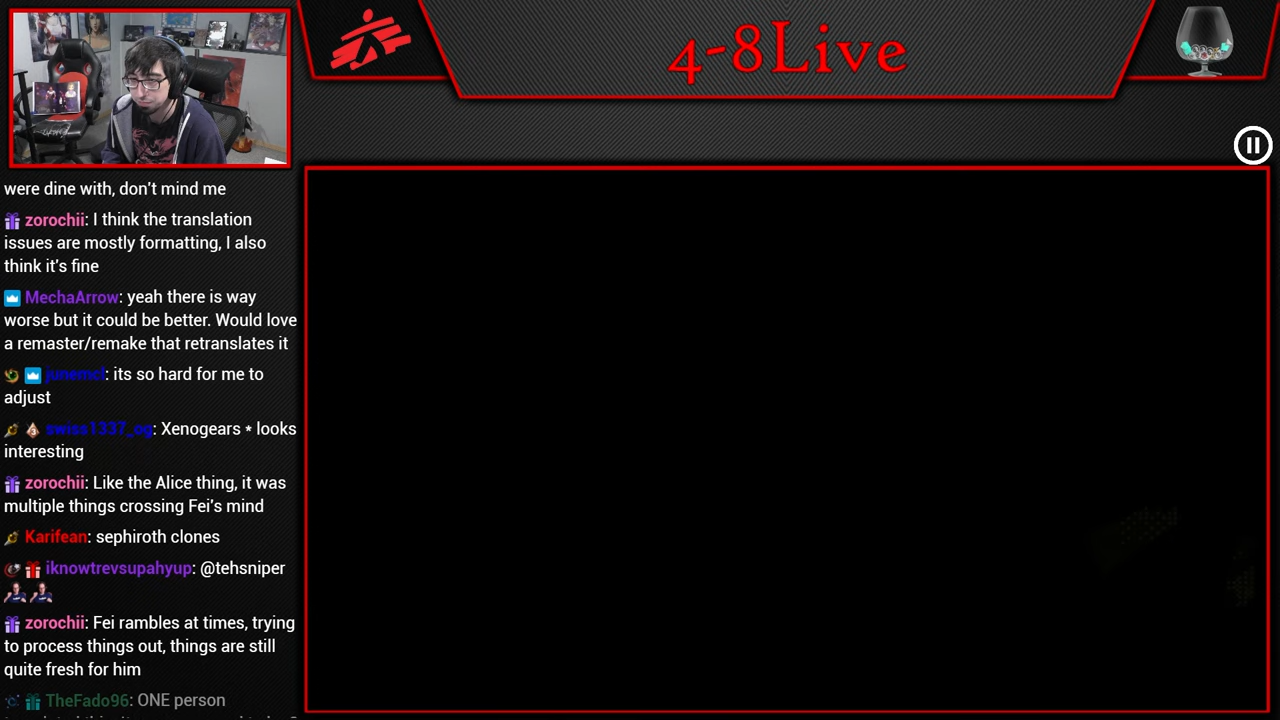 4-8Live
were dine with, don't mind me
zorochii: I think the translation
issues are mostly formatting, I also
think it's fine
MechaArrow: yeah there is way
worse but it could be better. Would love
a remaster/remake that retranslates it
junemcl: its so hard for me to
adjust
swiss1337_og: Xenogears * looks
interesting
zorochii: Like the Alice thing, it was
multiple things crossing Fei's mind
Karifean: sephiroth clones
iknowtrevsupahyup: @tehsniper
zorochii: Fei rambles at times, trying
to process things out, things are still
quite fresh for him
TheFado96: ONE person